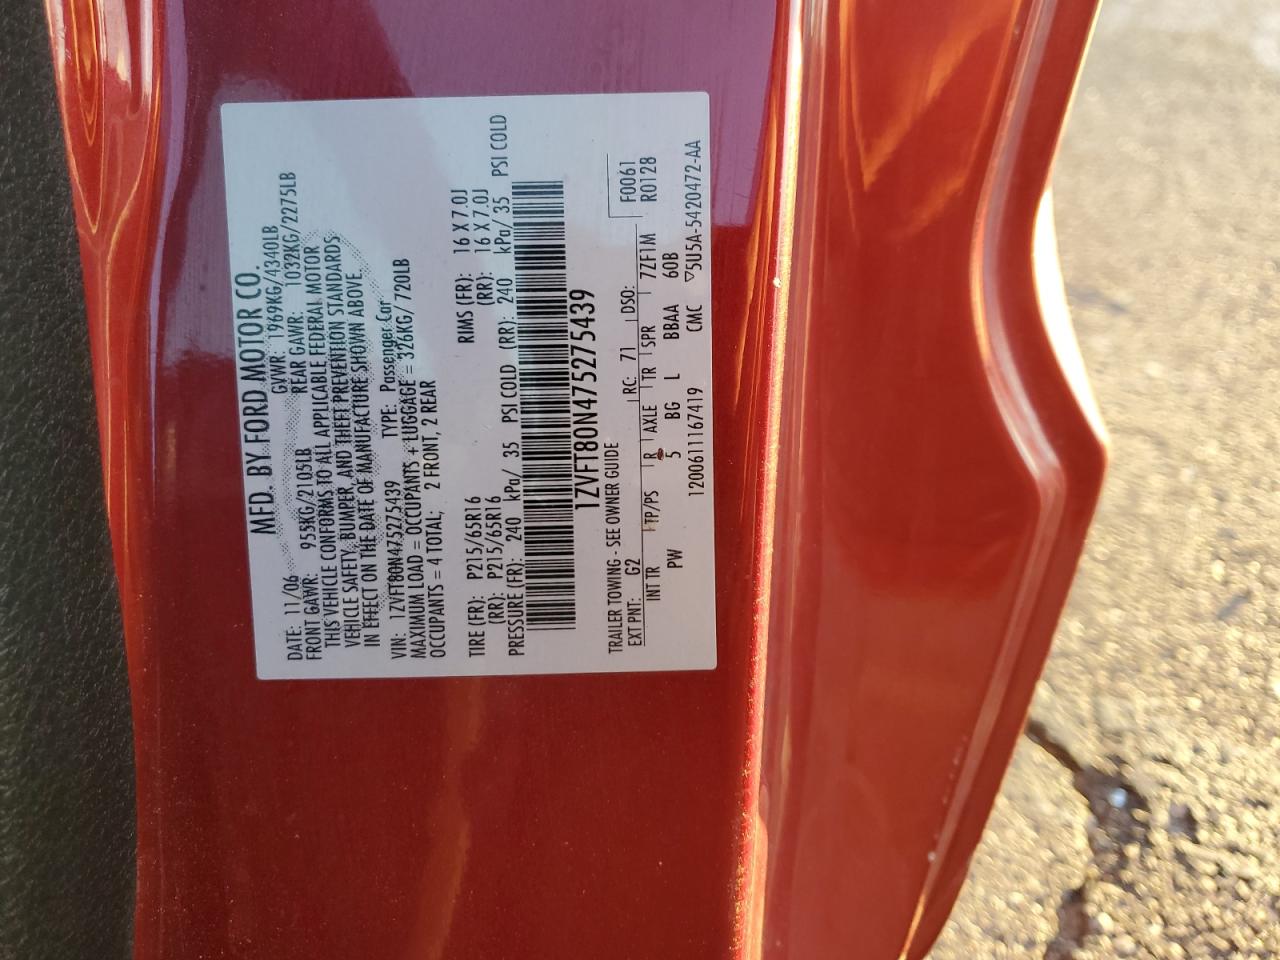 MFD. BY FORD MOTOR CO.
DATE: 11/06 GVWR: 1969KG/4340LB
FRONT GAWR: 955KG/2105LB REAR GAWR: 1032KG/2275LB
THIS VEHICLE CONFORMS TO ALL APPLICABLE FEDERAL MOTOR
VEHICLE SAFETY, BUMPER, AND THEFT PREVENTION STANDARDS
IN EFFECT ON THE DATE OF MANUFACTURE SHOWN ABOVE
VIN: 1ZVFT80N475275439 TYPE: Passenger Car
MAXIMUM LOAD = OCCUPANTS + LUGGAGE = 326KG/ 720LB
OCCUPANTS = 4 TOTAL; 2 FRONT, 2 REAR
TIRE (FR): P215/65R16 RIMS (FR): 16 X 7.0J
(RR): P215/65R16 (RR): 16 X 7.0J
PRESSURE (FR): 240 kPa/ 35 PSI COLD (RR): 240 kPa/ 35 PSI COLD
1ZVFT80N475275439
TRAILER TOWING - SEE OWNER GUIDE F0061
EXT PNT: G2 RC: 71 DSO: R0128
INT TR TP/PS R AXLE TR SPR 7ZF1M
PW 5 BG L BBAA 60B
120061116​7419 CMC ▽5U5A-5420472-AA